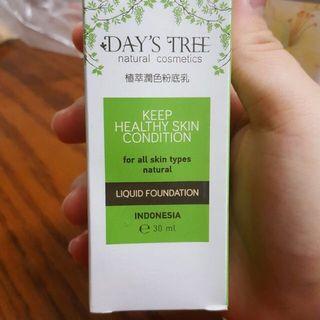 DAY'S TREE
natural cosmetics
植萃潤色粉底乳
KEEP
HEALTHY SKIN
CONDITION
for all skin types
natural
LIQUID FOUNDATION
INDONESIA
℮ 30 ml